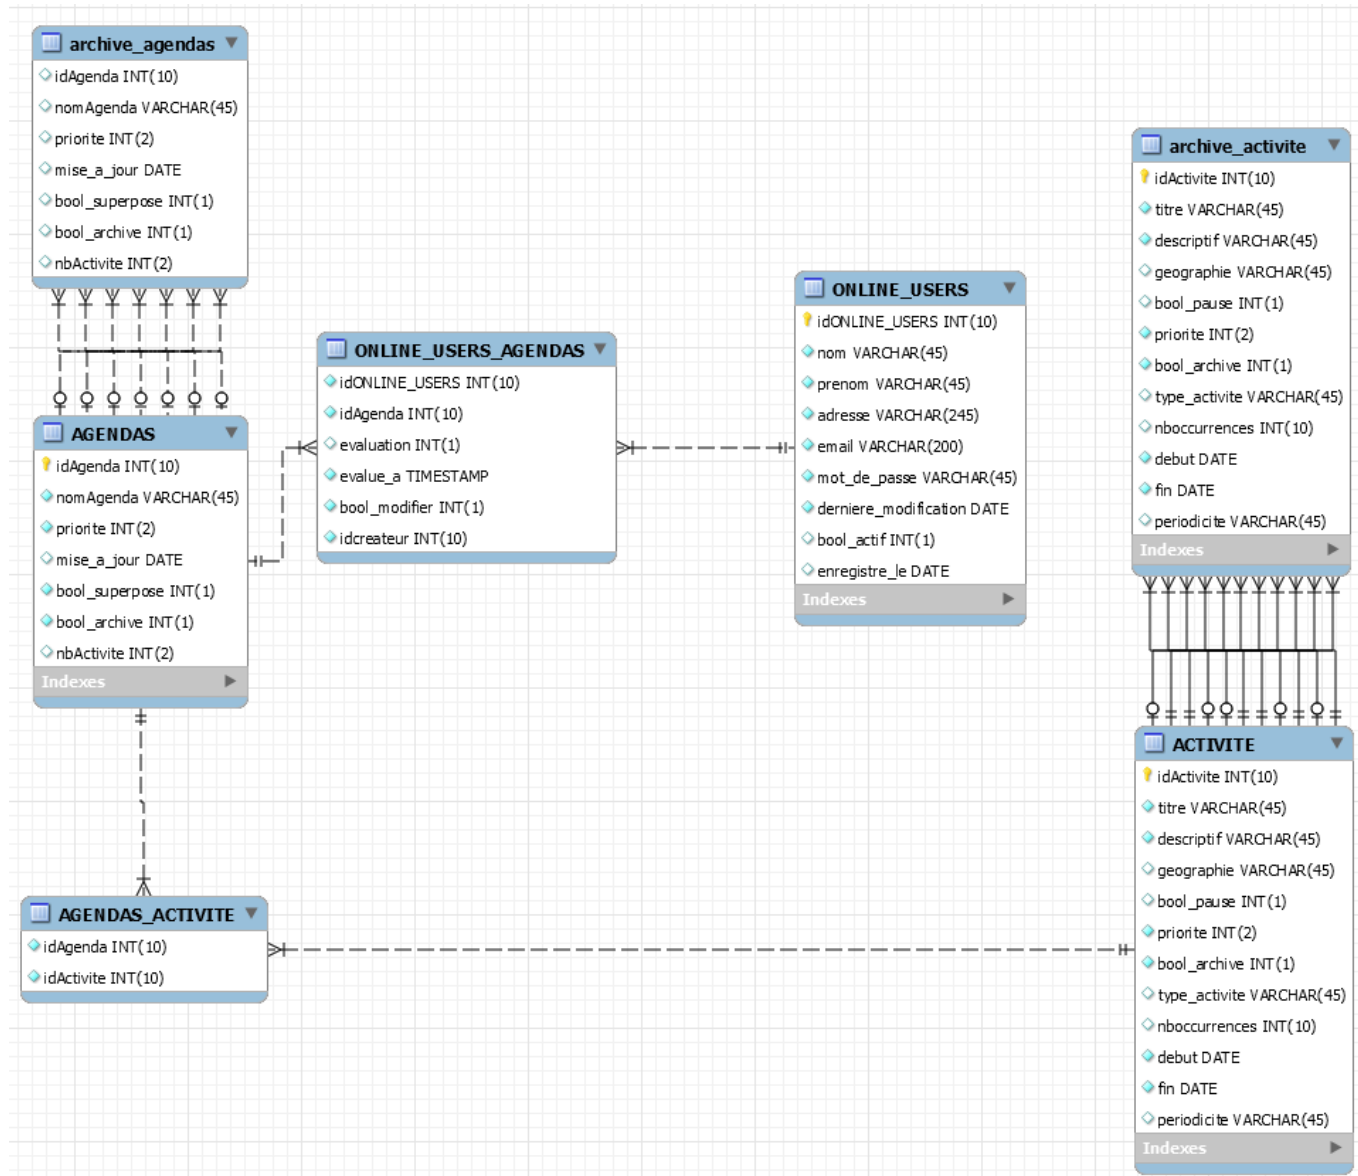 archive_agendas
idAgenda INT(10)
nomAgenda VARCHAR(45)
priorite INT(2)
mise_a_jour DATE
bool_superpose INT(1)
bool_archive INT(1)
nbActivite INT(2)
AGENDAS
idAgenda INT(10)
nomAgenda VARCHAR(45)
priorite INT(2)
mise_a_jour DATE
bool_superpose INT(1)
bool_archive INT(1)
nbActivite INT(2)
Indexes
AGENDAS_ACTIVITE
idAgenda INT(10)
idActivite INT(10)
ONLINE_USERS_AGENDAS
idONLINE_USERS INT(10)
idAgenda INT(10)
evaluation INT(1)
evalue_a TIMESTAMP
bool_modifier INT(1)
idcreateur INT(10)
ONLINE_USERS
idONLINE_USERS INT(10)
nom VARCHAR(45)
prenom VARCHAR(45)
adresse VARCHAR(245)
email VARCHAR(200)
mot_de_passe VARCHAR(45)
derniere_modification DATE
bool_actif INT(1)
enregistre_le DATE
Indexes
archive_activite
idActivite INT(10)
titre VARCHAR(45)
descriptif VARCHAR(45)
geographie VARCHAR(45)
bool_pause INT(1)
priorite INT(2)
bool_archive INT(1)
type_activite VARCHAR(45)
nboccurrences INT(10)
debut DATE
fin DATE
periodicite VARCHAR(45)
Indexes
ACTIVITE
idActivite INT(10)
titre VARCHAR(45)
descriptif VARCHAR(45)
geographie VARCHAR(45)
bool_pause INT(1)
priorite INT(2)
bool_archive INT(1)
type_activite VARCHAR(45)
nboccurrences INT(10)
debut DATE
fin DATE
periodicite VARCHAR(45)
Indexes